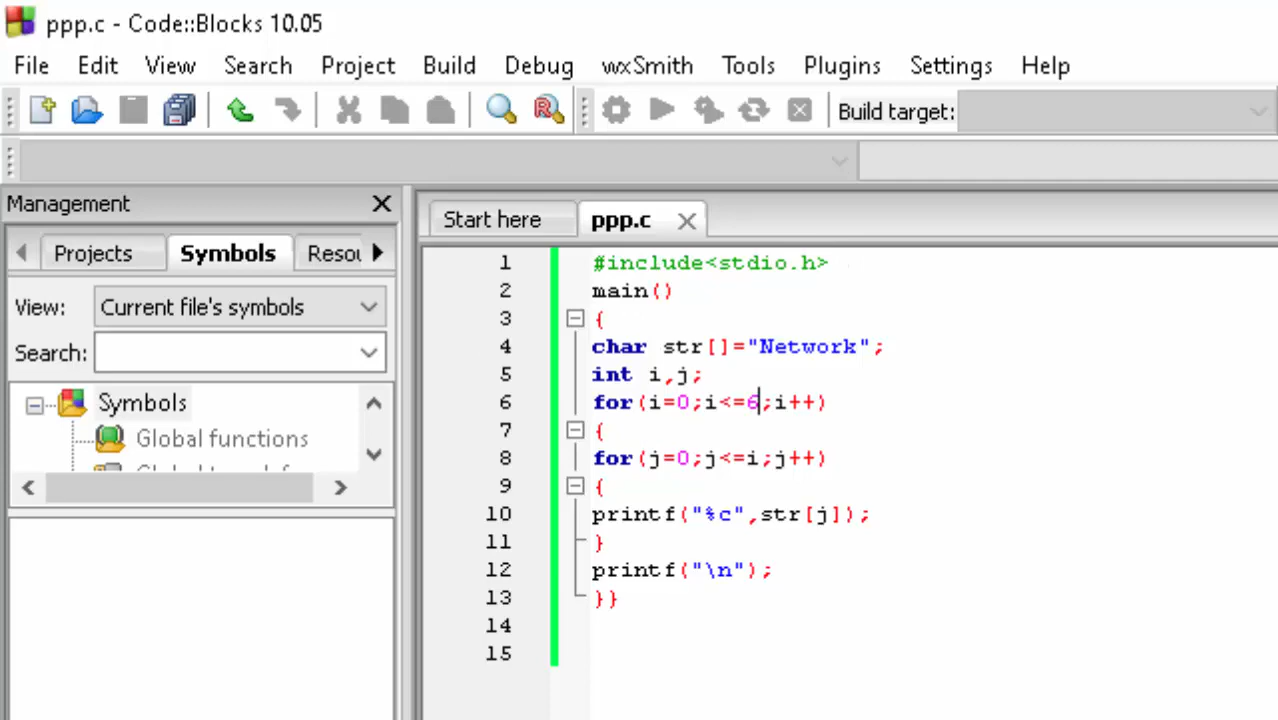 ppp.c - Code::Blocks 10.05
File Edit View Search Project Build Debug wxSmith Tools Plugins Settings Help
Build target:
Management
Start here ppp.c
Projects Symbols Resou
View: Current file's symbols
Search:
Symbols
Global functions
1 #include<stdio.h>
2 main()
3 {
4 char str[]="Network";
5 int i,j;
6 for(i=0;i<=6;i++)
7 {
8 for(j=0;j<=i;j++)
9 {
10 printf("%c",str[j]);
11 }
12 printf("\n");
13 }}
14
15